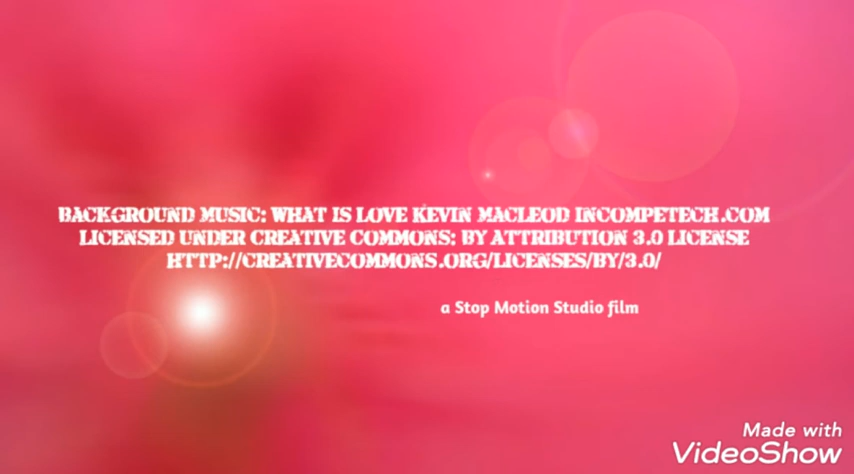 BACKGROUND MUSIC: WHAT IS LOVE KEVIN MACLEOD INCOMPETECH.COM
LICENSED UNDER CREATIVE COMMONS: BY ATTRIBUTION 3.0 LICENSE
HTTP://CREATIVECOMMONS.ORG/LICENSES/BY/3.0/
a Stop Motion Studio film
Made with
VideoShow